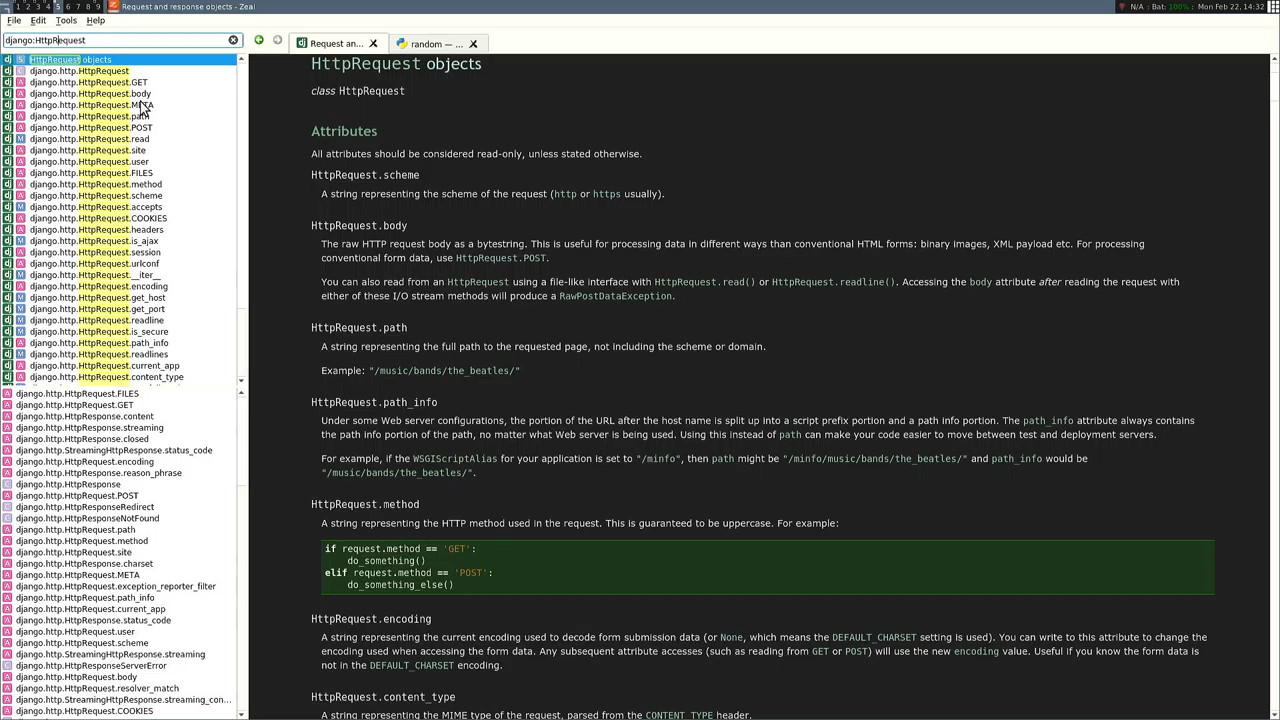 1 2 3 4 5 6 7 8 9 Request and response objects - Zeal N/A : Bat: 100% : Mon Feb 22, 14:32
File Edit Tools Help
django:HttpRequest
Request an...
random — ...
HttpRequest objects
django.http.HttpRequest
django.http.HttpRequest.GET
django.http.HttpRequest.body
django.http.HttpRequest.META
django.http.HttpRequest.path
django.http.HttpRequest.POST
django.http.HttpRequest.read
django.http.HttpRequest.site
django.http.HttpRequest.user
django.http.HttpRequest.FILES
django.http.HttpRequest.method
django.http.HttpRequest.scheme
django.http.HttpRequest.accepts
django.http.HttpRequest.COOKIES
django.http.HttpRequest.headers
django.http.HttpRequest.is_ajax
django.http.HttpRequest.session
django.http.HttpRequest.urlconf
django.http.HttpRequest.__iter__
django.http.HttpRequest.encoding
django.http.HttpRequest.get_host
django.http.HttpRequest.get_port
django.http.HttpRequest.readline
django.http.HttpRequest.is_secure
django.http.HttpRequest.path_info
django.http.HttpRequest.readlines
django.http.HttpRequest.current_app
django.http.HttpRequest.content_type
django.http.HttpRequest.FILES
django.http.HttpRequest.GET
django.http.HttpResponse.content
django.http.HttpResponse.streaming
django.http.HttpResponse.closed
django.http.StreamingHttpResponse.status_code
django.http.HttpRequest.encoding
django.http.HttpResponse.reason_phrase
django.http.HttpResponse
django.http.HttpRequest.POST
django.http.HttpResponseRedirect
django.http.HttpResponseNotFound
django.http.HttpRequest.path
django.http.HttpRequest.method
django.http.HttpRequest.site
django.http.HttpResponse.charset
django.http.HttpRequest.META
django.http.HttpRequest.exception_reporter_filter
django.http.HttpRequest.path_info
django.http.HttpRequest.current_app
django.http.HttpResponse.status_code
django.http.HttpRequest.user
django.http.HttpRequest.scheme
django.http.StreamingHttpResponse.streaming
django.http.HttpResponseServerError
django.http.HttpRequest.body
django.http.HttpRequest.resolver_match
django.http.StreamingHttpResponse.streaming_con...
django.http.HttpRequest.COOKIES
HttpRequest objects
class HttpRequest
Attributes
All attributes should be considered read-only, unless stated otherwise.
HttpRequest.scheme
A string representing the scheme of the request (http or https usually).
HttpRequest.body
The raw HTTP request body as a bytestring. This is useful for processing data in different ways than conventional HTML forms: binary images, XML payload etc. For processing
conventional form data, use HttpRequest.POST.
You can also read from an HttpRequest using a file-like interface with HttpRequest.read() or HttpRequest.readline(). Accessing the body attribute after reading the request with
either of these I/O stream methods will produce a RawPostDataException.
HttpRequest.path
A string representing the full path to the requested page, not including the scheme or domain.
Example: "/music/bands/the_beatles/"
HttpRequest.path_info
Under some Web server configurations, the portion of the URL after the host name is split up into a script prefix portion and a path info portion. The path_info attribute always contains
the path info portion of the path, no matter what Web server is being used. Using this instead of path can make your code easier to move between test and deployment servers.
For example, if the WSGIScriptAlias for your application is set to "/minfo", then path might be "/minfo/music/bands/the_beatles/" and path_info would be
"/music/bands/the_beatles/".
HttpRequest.method
A string representing the HTTP method used in the request. This is guaranteed to be uppercase. For example:
if request.method == 'GET':
do_something()
elif request.method == 'POST':
do_something_else()
HttpRequest.encoding
A string representing the current encoding used to decode form submission data (or None, which means the DEFAULT_CHARSET setting is used). You can write to this attribute to change the
encoding used when accessing the form data. Any subsequent attribute accesses (such as reading from GET or POST) will use the new encoding value. Useful if you know the form data is
not in the DEFAULT_CHARSET encoding.
HttpRequest.content_type
A string representing the MIME type of the request, parsed from the CONTENT_TYPE header.